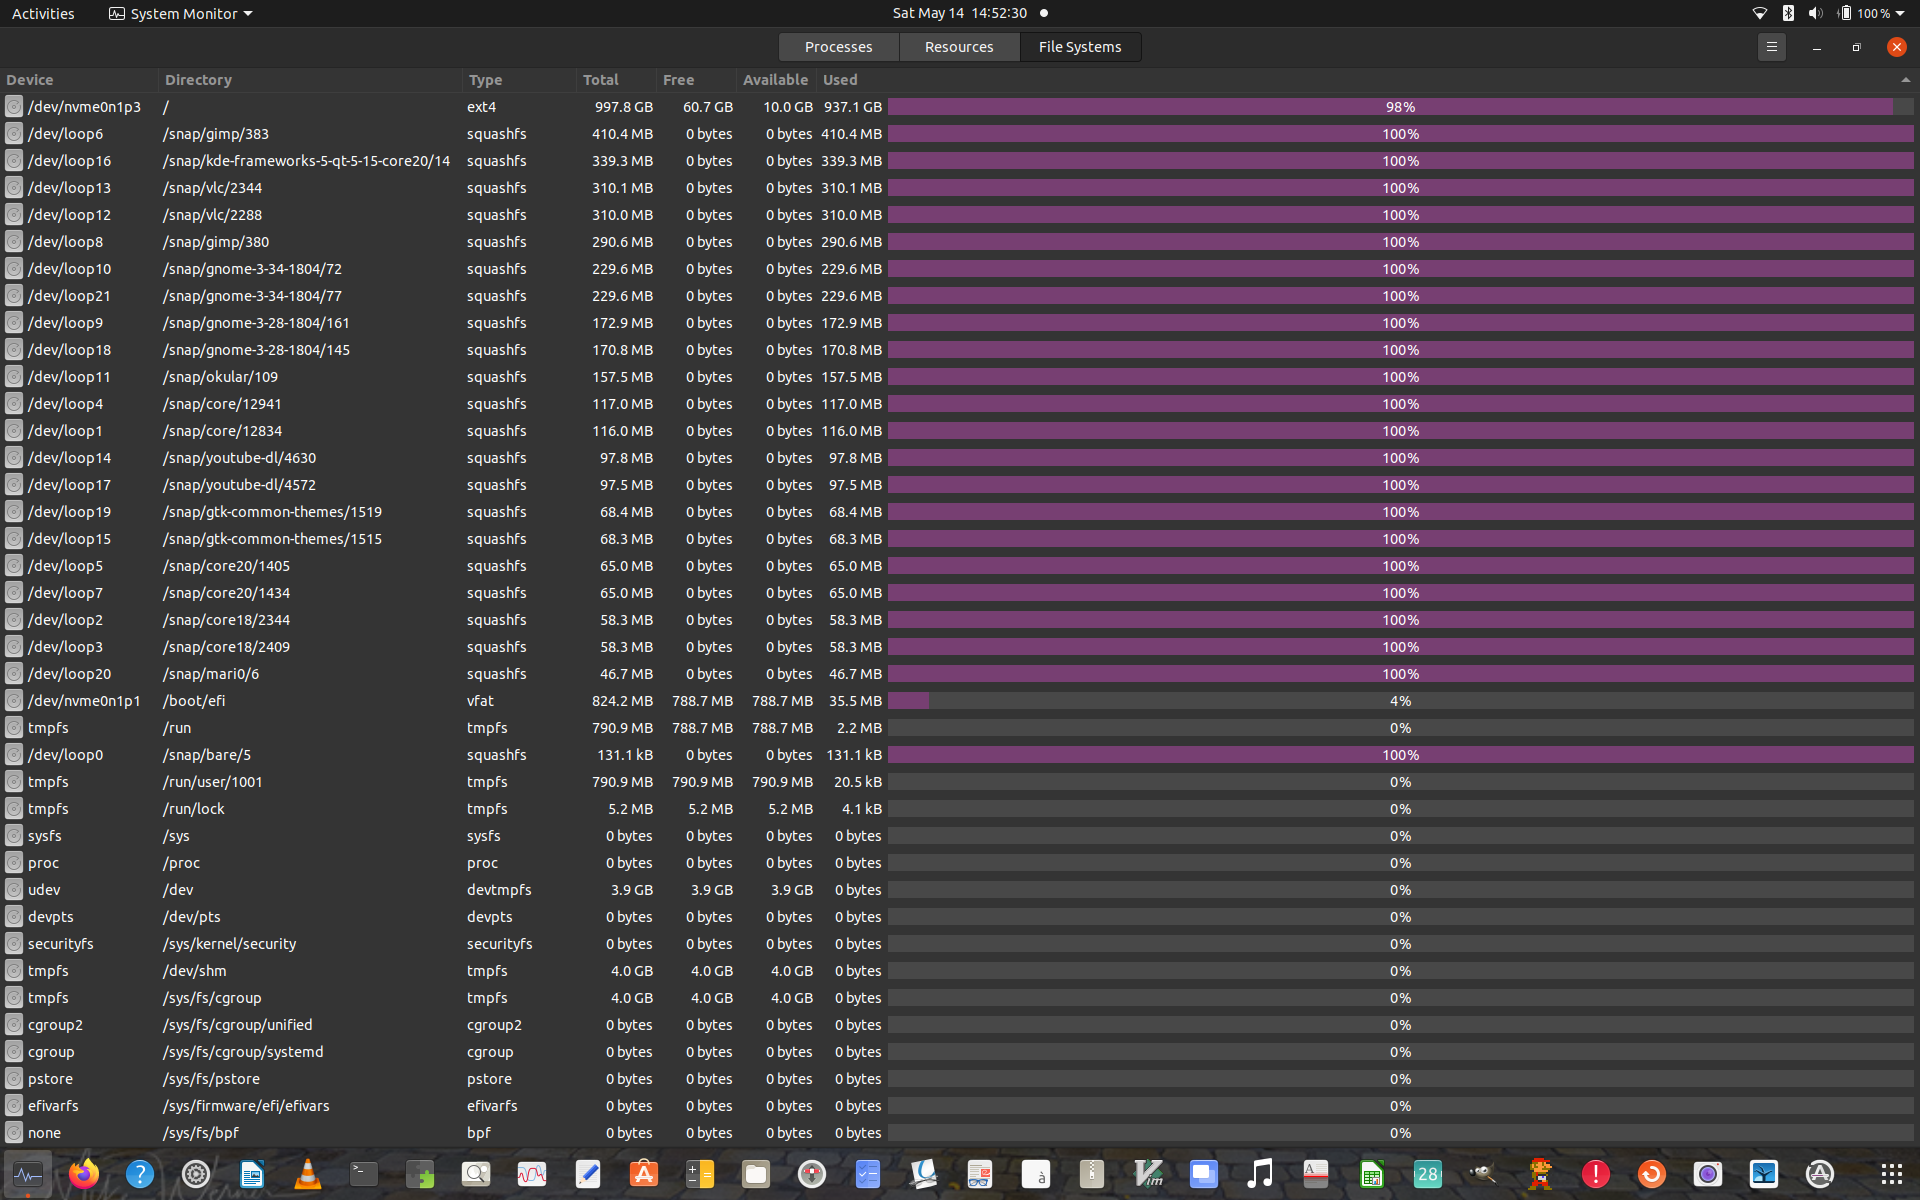 Activities System Monitor Sat May 14 14:52:30 100 %
Processes Resources File Systems
Device Directory Type Total Free Available Used
/dev/nvme0n1p3 / ext4 997.8 GB 60.7 GB 10.0 GB 937.1 GB 98%
/dev/loop6 /snap/gimp/383 squashfs 410.4 MB 0 bytes 0 bytes 410.4 MB 100%
/dev/loop16 /snap/kde-frameworks-5-qt-5-15-core20/14 squashfs 339.3 MB 0 bytes 0 bytes 339.3 MB 100%
/dev/loop13 /snap/vlc/2344 squashfs 310.1 MB 0 bytes 0 bytes 310.1 MB 100%
/dev/loop12 /snap/vlc/2288 squashfs 310.0 MB 0 bytes 0 bytes 310.0 MB 100%
/dev/loop8 /snap/gimp/380 squashfs 290.6 MB 0 bytes 0 bytes 290.6 MB 100%
/dev/loop10 /snap/gnome-3-34-1804/72 squashfs 229.6 MB 0 bytes 0 bytes 229.6 MB 100%
/dev/loop21 /snap/gnome-3-34-1804/77 squashfs 229.6 MB 0 bytes 0 bytes 229.6 MB 100%
/dev/loop9 /snap/gnome-3-28-1804/161 squashfs 172.9 MB 0 bytes 0 bytes 172.9 MB 100%
/dev/loop18 /snap/gnome-3-28-1804/145 squashfs 170.8 MB 0 bytes 0 bytes 170.8 MB 100%
/dev/loop11 /snap/okular/109 squashfs 157.5 MB 0 bytes 0 bytes 157.5 MB 100%
/dev/loop4 /snap/core/12941 squashfs 117.0 MB 0 bytes 0 bytes 117.0 MB 100%
/dev/loop1 /snap/core/12834 squashfs 116.0 MB 0 bytes 0 bytes 116.0 MB 100%
/dev/loop14 /snap/youtube-dl/4630 squashfs 97.8 MB 0 bytes 0 bytes 97.8 MB 100%
/dev/loop17 /snap/youtube-dl/4572 squashfs 97.5 MB 0 bytes 0 bytes 97.5 MB 100%
/dev/loop19 /snap/gtk-common-themes/1519 squashfs 68.4 MB 0 bytes 0 bytes 68.4 MB 100%
/dev/loop15 /snap/gtk-common-themes/1515 squashfs 68.3 MB 0 bytes 0 bytes 68.3 MB 100%
/dev/loop5 /snap/core20/1405 squashfs 65.0 MB 0 bytes 0 bytes 65.0 MB 100%
/dev/loop7 /snap/core20/1434 squashfs 65.0 MB 0 bytes 0 bytes 65.0 MB 100%
/dev/loop2 /snap/core18/2344 squashfs 58.3 MB 0 bytes 0 bytes 58.3 MB 100%
/dev/loop3 /snap/core18/2409 squashfs 58.3 MB 0 bytes 0 bytes 58.3 MB 100%
/dev/loop20 /snap/mari0/6 squashfs 46.7 MB 0 bytes 0 bytes 46.7 MB 100%
/dev/nvme0n1p1 /boot/efi vfat 824.2 MB 788.7 MB 788.7 MB 35.5 MB 4%
tmpfs /run tmpfs 790.9 MB 788.7 MB 788.7 MB 2.2 MB 0%
/dev/loop0 /snap/bare/5 squashfs 131.1 kB 0 bytes 0 bytes 131.1 kB 100%
tmpfs /run/user/1001 tmpfs 790.9 MB 790.9 MB 790.9 MB 20.5 kB 0%
tmpfs /run/lock tmpfs 5.2 MB 5.2 MB 5.2 MB 4.1 kB 0%
sysfs /sys sysfs 0 bytes 0 bytes 0 bytes 0 bytes 0%
proc /proc proc 0 bytes 0 bytes 0 bytes 0 bytes 0%
udev /dev devtmpfs 3.9 GB 3.9 GB 3.9 GB 0 bytes 0%
devpts /dev/pts devpts 0 bytes 0 bytes 0 bytes 0 bytes 0%
securityfs /sys/kernel/security securityfs 0 bytes 0 bytes 0 bytes 0 bytes 0%
tmpfs /dev/shm tmpfs 4.0 GB 4.0 GB 4.0 GB 0 bytes 0%
tmpfs /sys/fs/cgroup tmpfs 4.0 GB 4.0 GB 4.0 GB 0 bytes 0%
cgroup2 /sys/fs/cgroup/unified cgroup2 0 bytes 0 bytes 0 bytes 0 bytes 0%
cgroup /sys/fs/cgroup/systemd cgroup 0 bytes 0 bytes 0 bytes 0 bytes 0%
pstore /sys/fs/pstore pstore 0 bytes 0 bytes 0 bytes 0 bytes 0%
efivarfs /sys/firmware/efi/efivars efivarfs 0 bytes 0 bytes 0 bytes 0 bytes 0%
none /sys/fs/bpf bpf 0 bytes 0 bytes 0 bytes 0 bytes 0%
? >_ à Vim A 28 !